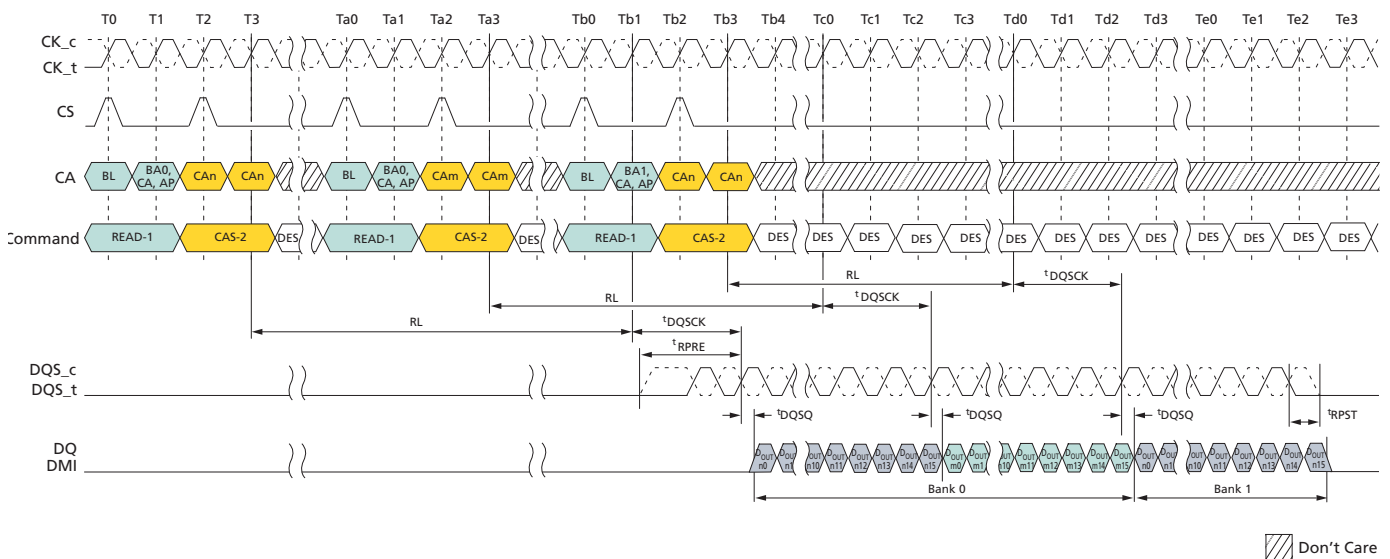 T0 T1 T2 T3 Ta0 Ta1 Ta2 Ta3 Tb0 Tb1 Tb2 Tb3 Tb4 Tc0 Tc1 Tc2 Tc3 Td0 Td1 Td2 Td3 Te0 Te1 Te2 Te3
CK_c
CK_t
CS
CA BL BA0, CA, AP CAn CAn BL BA0, CA, AP CAm CAm BL BA1, CA, AP CAn CAn
Command READ-1 CAS-2 DES READ-1 CAS-2 DES READ-1 CAS-2 DES DES DES DES DES DES DES DES DES DES DES DES DES
RL tDQSCK
RL tDQSCK
RL tDQSCK
tRPRE
DQS_c
DQS_t
tDQSQ tDQSQ tDQSQ tRPST
DQ
DMI
DOUT n0 DOUT n1 DOUT n10 DOUT n11 DOUT n12 DOUT n13 DOUT n14 DOUT n15 DOUT m0 DOUT m1 DOUT m11 DOUT m12 DOUT m13 DOUT m14 DOUT m15 DOUT n0 DOUT n1 DOUT n10 DOUT n11 DOUT n12 DOUT n13 DOUT n14 DOUT n15
Bank 0 Bank 1
Don't Care